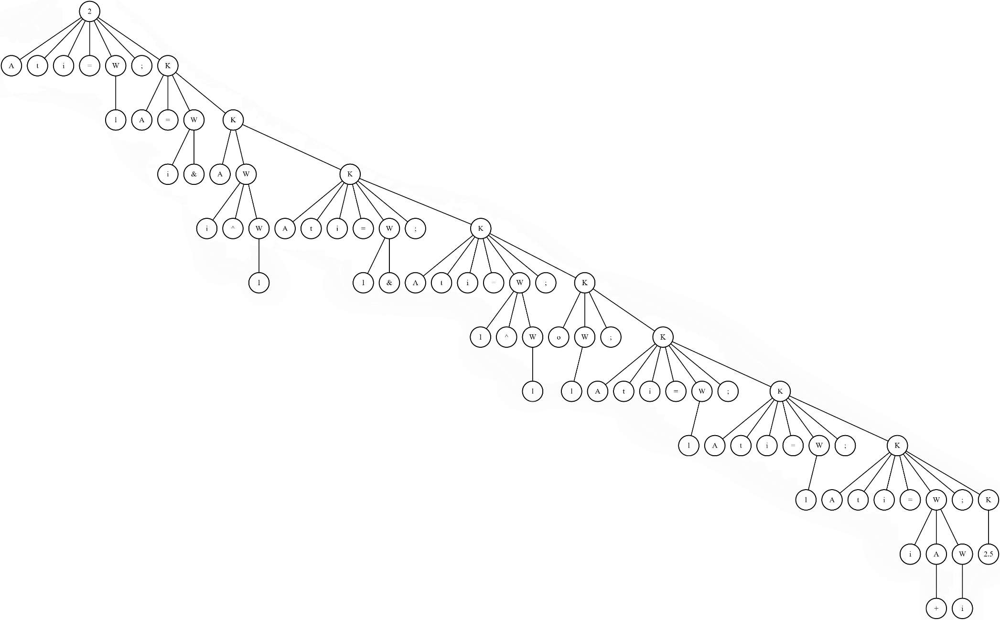 2
A t i = W ; K
l A = W K
i & A W K
i ^ W A t i = W ; K
l l & A t i = W ; K
l ^ W o W ; K
l l A t i = W ; K
l A t i = W ; K
l A t i = W ; K
i A W 2.5
+ i